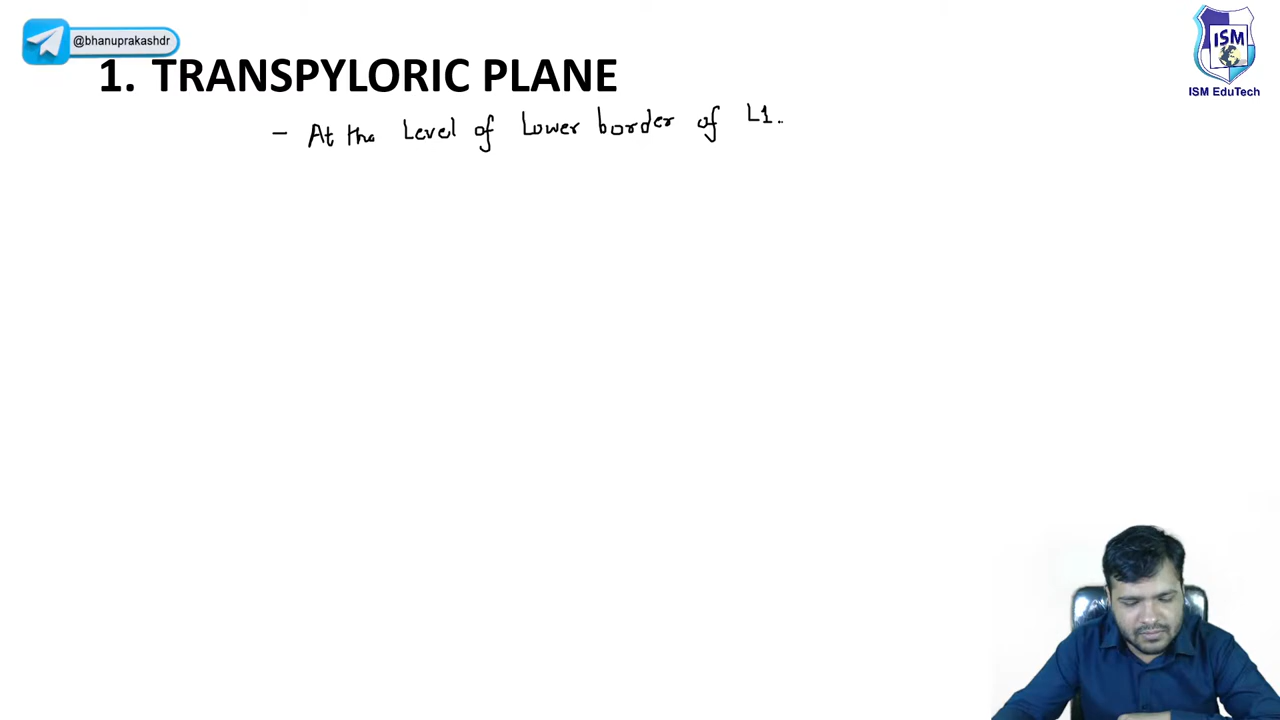 @bhanuprakashdr
ISM
ISM EduTech
1. TRANSPYLORIC PLANE
- At the Level of Lower border of L1.